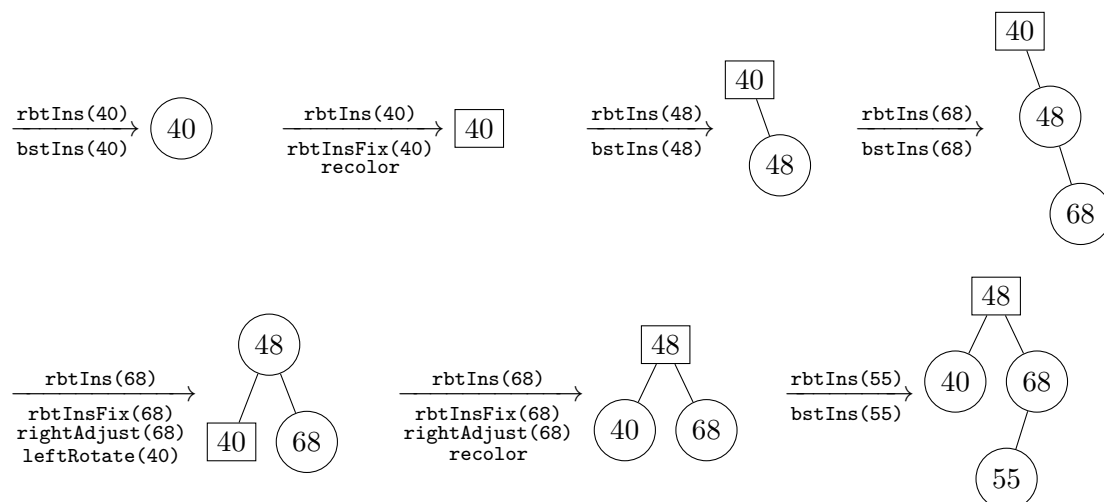 rbtIns(40)
bstIns(40)
40
rbtIns(40)
rbtInsFix(40)
recolor
40
rbtIns(48)
bstIns(48)
40
48
rbtIns(68)
bstIns(68)
40
48
68
rbtIns(68)
rbtInsFix(68)
rightAdjust(68)
leftRotate(40)
48
40 68
rbtIns(68)
rbtInsFix(68)
rightAdjust(68)
recolor
48
40 68
rbtIns(55)
bstIns(55)
48
40 68
55